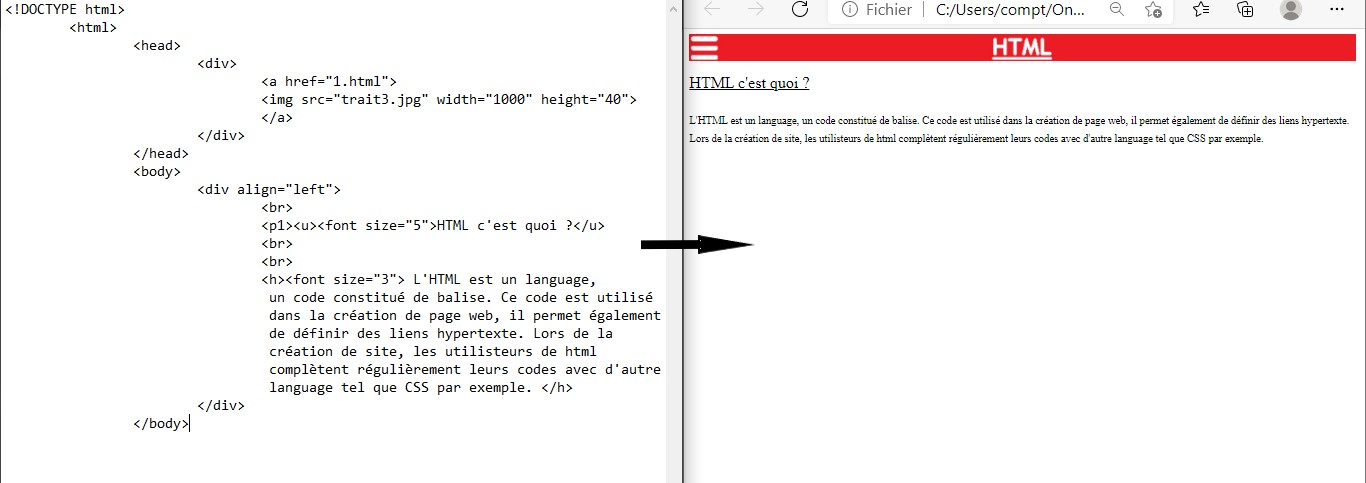 <!DOCTYPE html>
<html>
<head>
<div>
<a href="1.html">
<img src="trait3.jpg" width="1000" height="40">
</a>
</div>
</head>
<body>
<div align="left">
<br>
<p1><u><font size="5">HTML c'est quoi ?</u>
<br>
<br>
<h><font size="3"> L'HTML est un language,
un code constitué de balise. Ce code est utilisé
dans la création de page web, il permet également
de définir des liens hypertexte. Lors de la
création de site, les utilisteurs de html
complètent régulièrement leurs codes avec d'autre
language tel que CSS par exemple. </h>
</div>
</body>
Fichier C:/Users/compt/On...
HTML
HTML c'est quoi ?
L'HTML est un language, un code constitué de balise. Ce code est utilisé dans la création de page web, il permet également de définir des liens hypertexte.
Lors de la création de site, les utilisteurs de html complètent régulièrement leurs codes avec d'autre language tel que CSS par exemple.